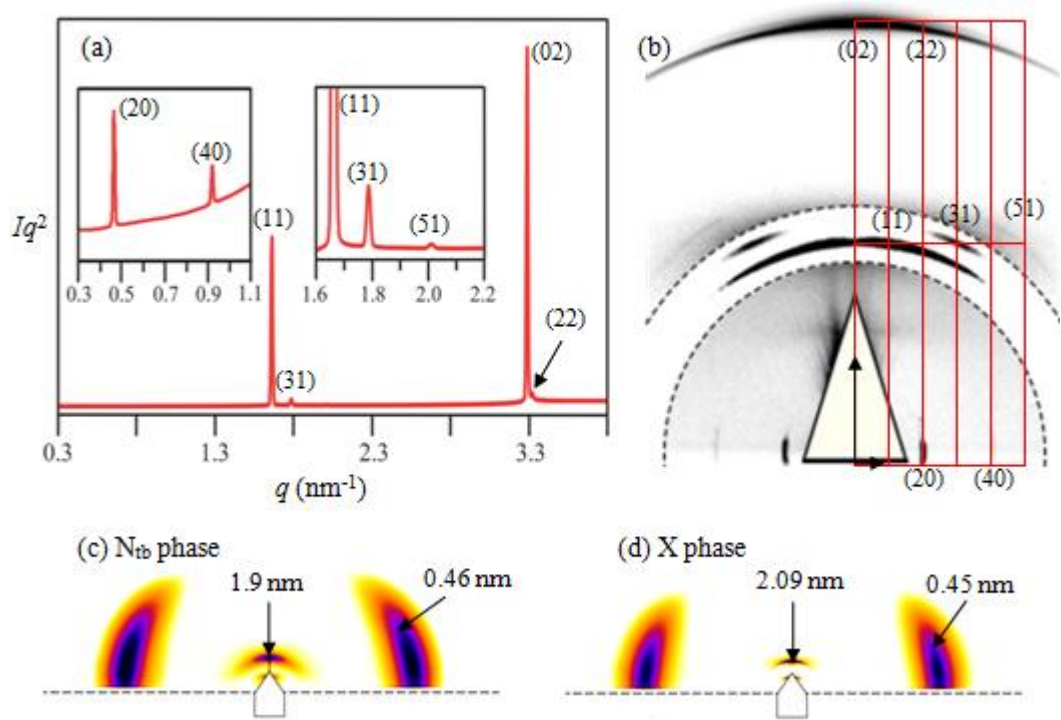 (a)
(02)
(20)
(40)
0.3 0.5 0.7 0.9 1.1
(11)
(31)
(51)
1.6 1.8 2.0 2.2
(11)
(31)
(22)
Iq²
0.3 1.3 2.3 3.3
q (nm⁻¹)
(b)
(02) (22)
(11) (31) (51)
(20) (40)
(c) Ntb phase
1.9 nm 0.46 nm
(d) X phase
2.09 nm 0.45 nm